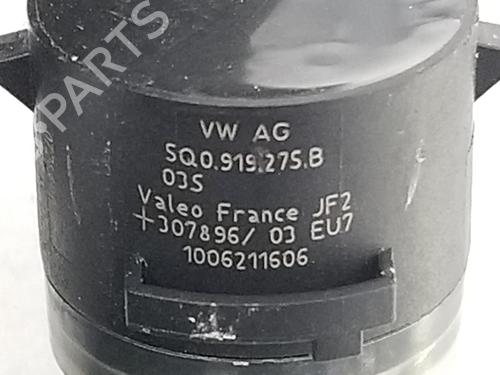 PARTS
VW AG
5Q0.919.275.B
03S
Valeo France JF2
+307896/ 03 EU7
1006211606